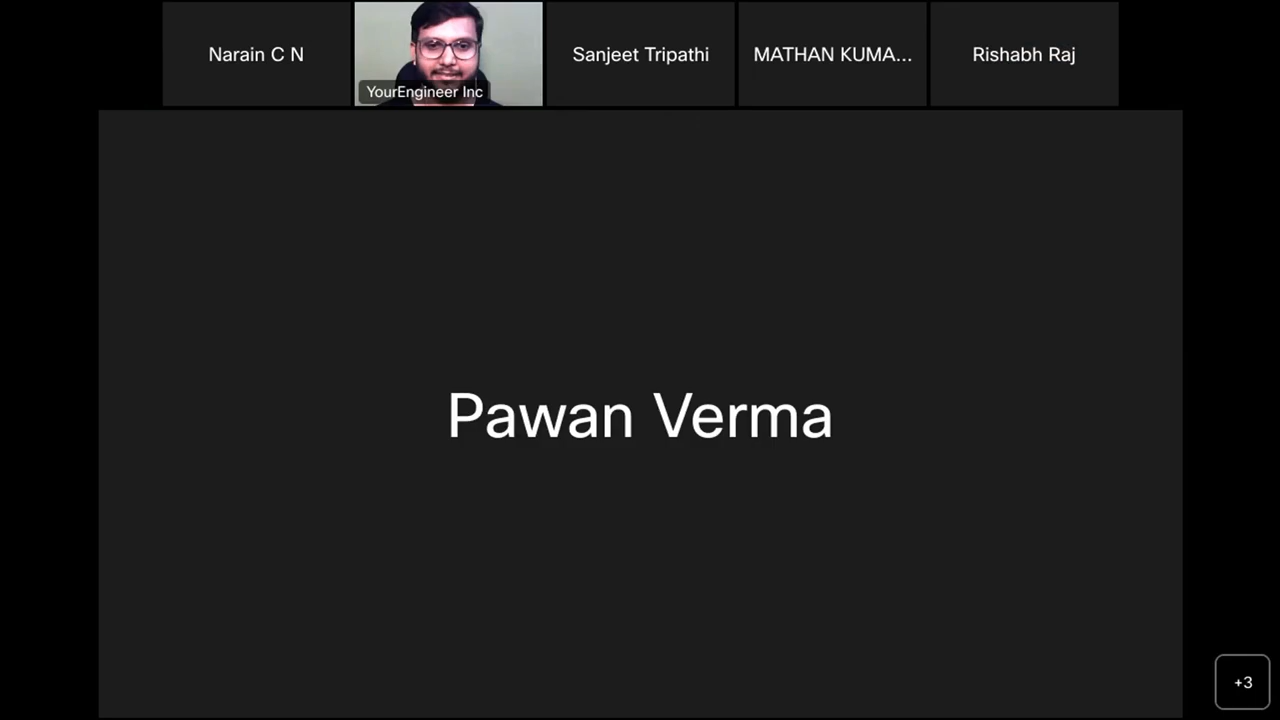 Narain C N
YourEngineer Inc
Sanjeet Tripathi
MATHAN KUMA...
Rishabh Raj
Pawan Verma
+3